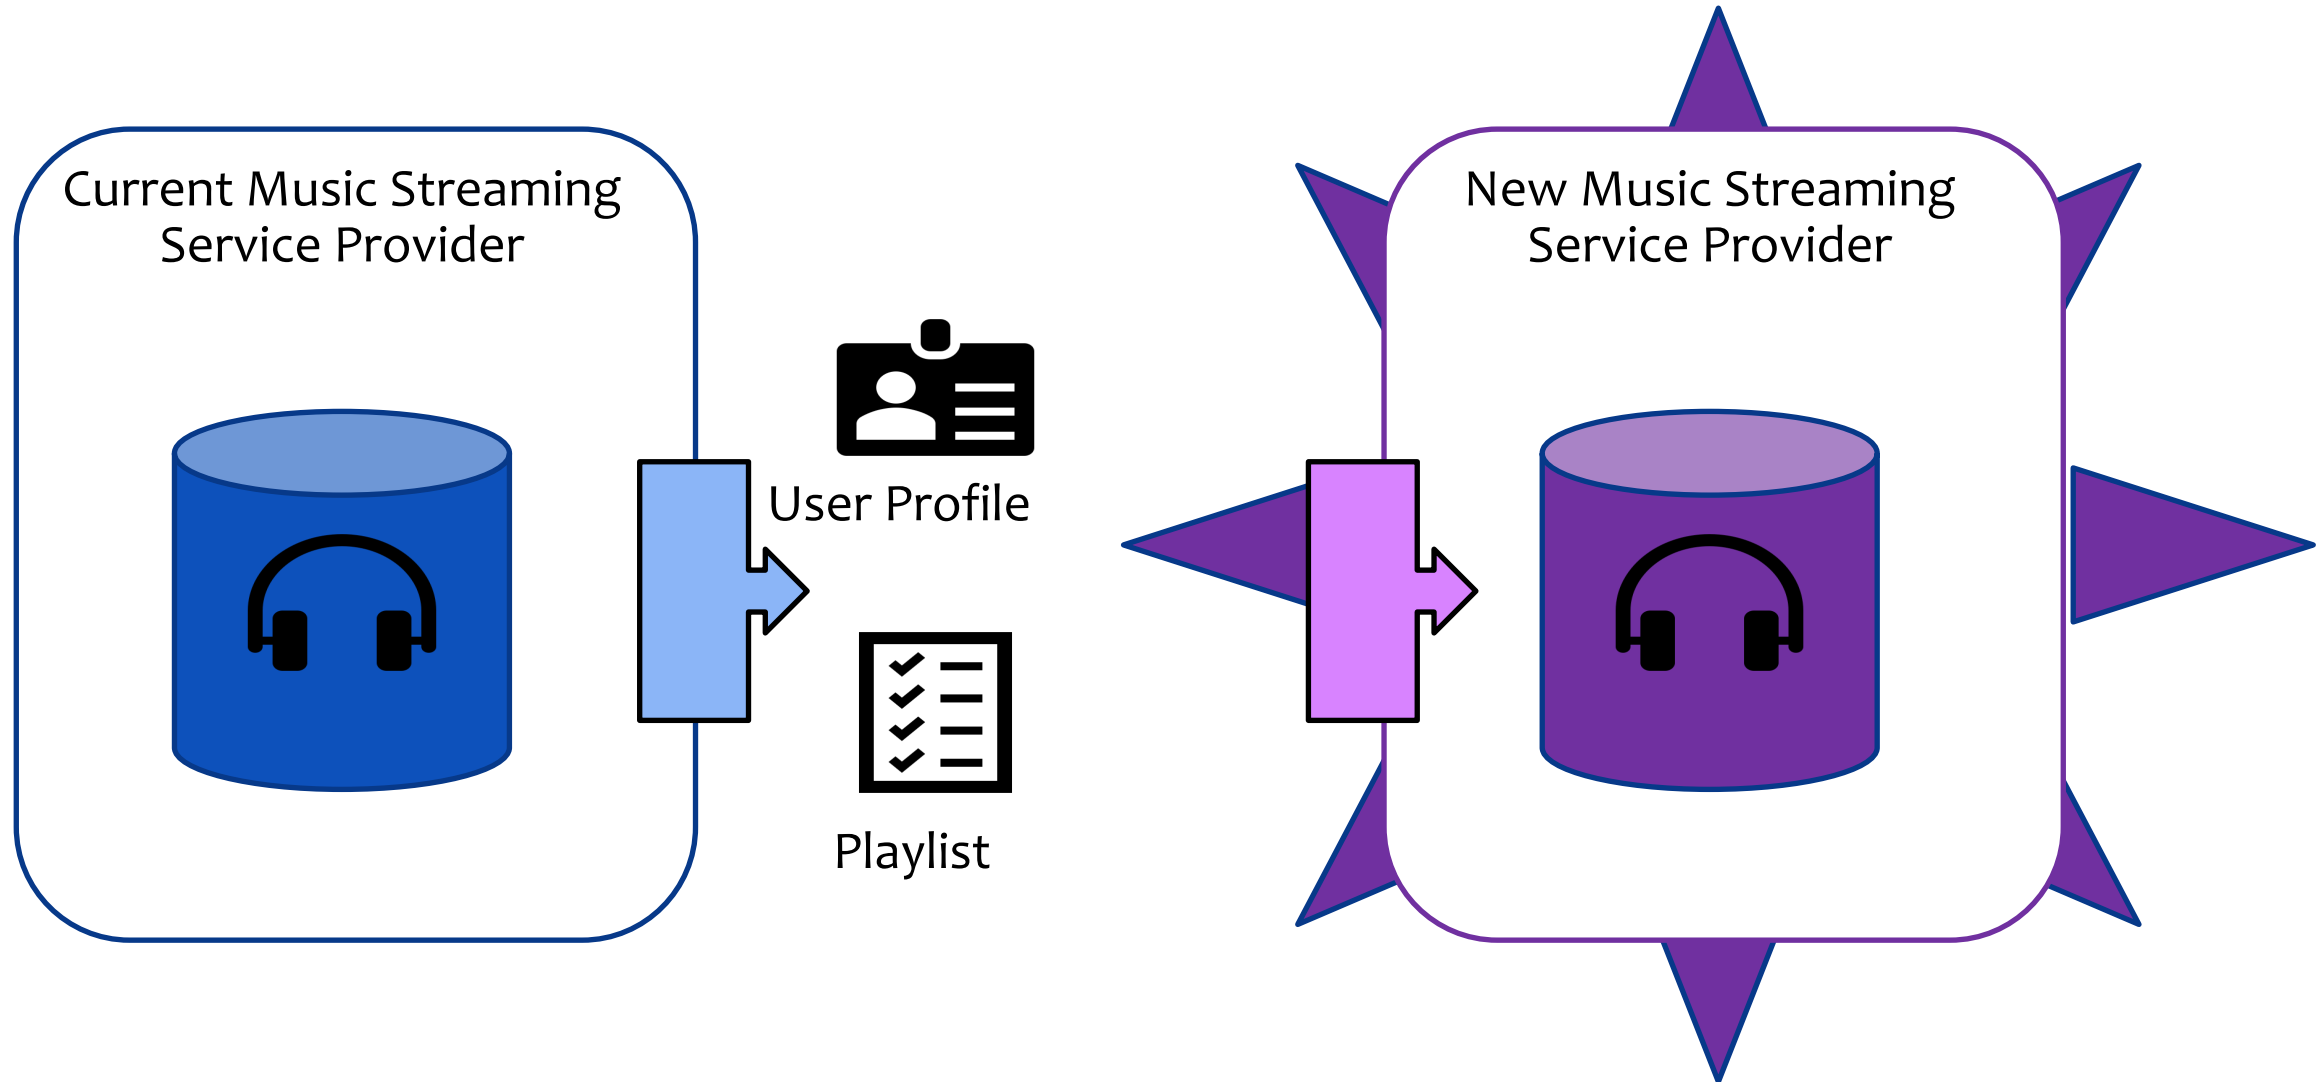 Current Music Streaming
Service Provider
New Music Streaming
Service Provider
User Profile
Playlist